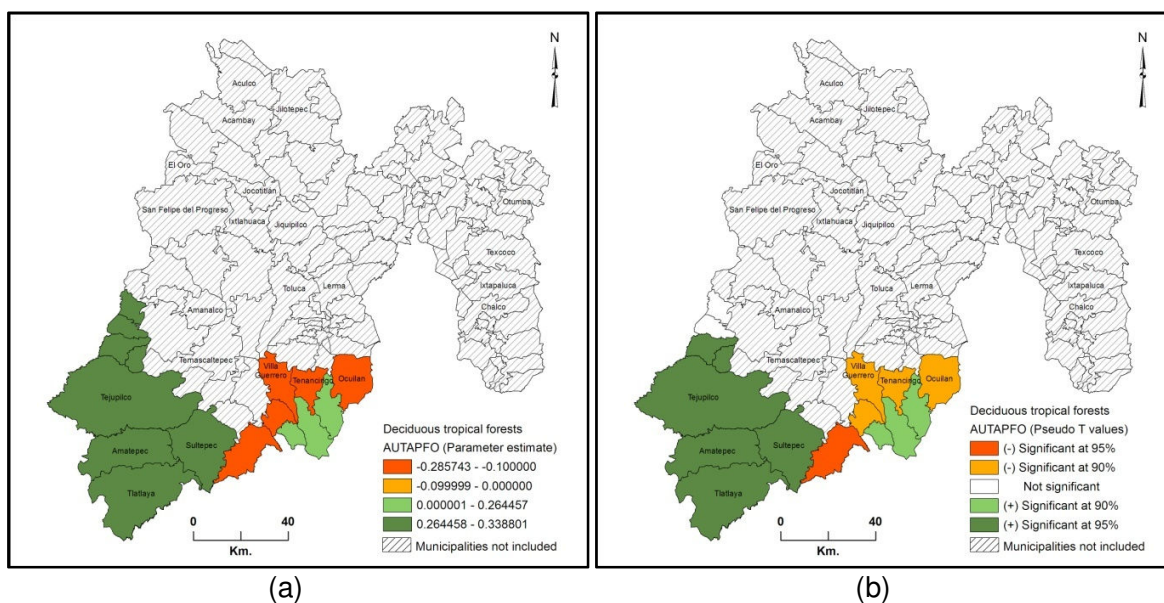 N
Aculco
Jilotepec
Acambay
El Oro
Jocotitlán
San Felipe del Progreso
Ixtlahuaca
Jiquipilco
Otumba
Texcoco
Toluca
Lerma
Ixtapaluca
Chalco
Amanalco
Temascaltepec
Villa
Guerrero
Tenancingo
Ocuilan
Tejupilco
Sultepec
Amatepec
Tlatlaya
0 40
Km.
Deciduous tropical forests
AUTAPFO (Parameter estimate)
-0.285743 - -0.100000
-0.099999 - -0.000000
0.000001 - 0.264457
0.264458 - 0.338801
Municipalities not included
(a)
N
Aculco
Jilotepec
Acambay
El Oro
Jocotitlán
San Felipe del Progreso
Ixtlahuaca
Jiquipilco
Otumba
Texcoco
Toluca
Lerma
Ixtapaluca
Chalco
Amanalco
Temascaltepec
Villa
Guerrero
Tenancingo
Ocuilan
Tejupilco
Sultepec
Amatepec
Tlatlaya
0 40
Km.
Deciduous tropical forests
AUTAPFO (Pseudo T values)
(-) Significant at 95%
(-) Significant at 90%
Not significant
(+) Significant at 90%
(+) Significant at 95%
Municipalities not included
(b)